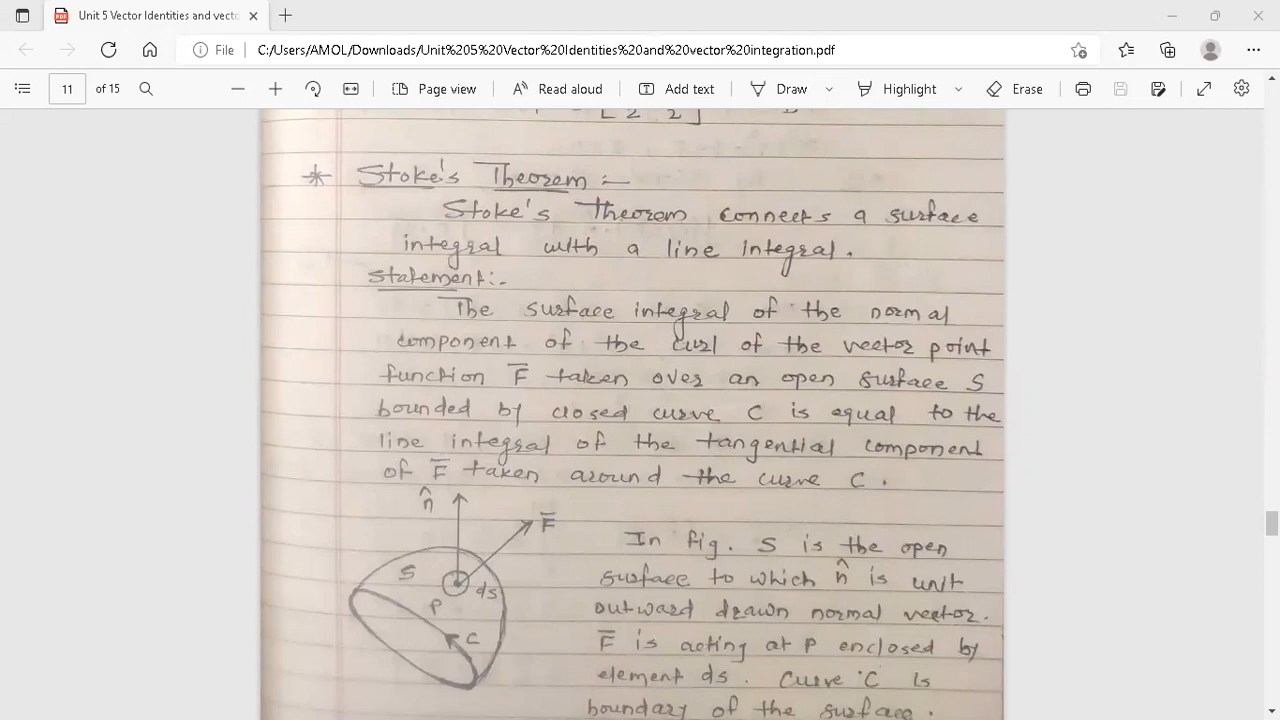 Unit 5 Vector Identities and vecto
File
C:/Users/AMOL/Downloads/Unit%205%20Vector%20Identities%20and%20vector%20integration.pdf
11 of 15
Page view
Read aloud
Add text
Draw
Highlight
Erase
[ 2 2 ]
* Stoke's Theorem :-
Stoke's Theorem connects a surface
integral with a line integral.
Statement:-
The surface integral of the normal
component of the curl of the vector point
function F̅ taken over an open surface S
bounded by closed curve C is equal to the
line integral of the tangential component
of F̅ taken around the curve C.
n̂
F̅
S
ds
P
C
In fig. S is the open
surface to which n̂ is unit
outward drawn normal vector.
F̅ is acting at P enclosed by
element ds. Curve 'C' is
boundary of the surface.